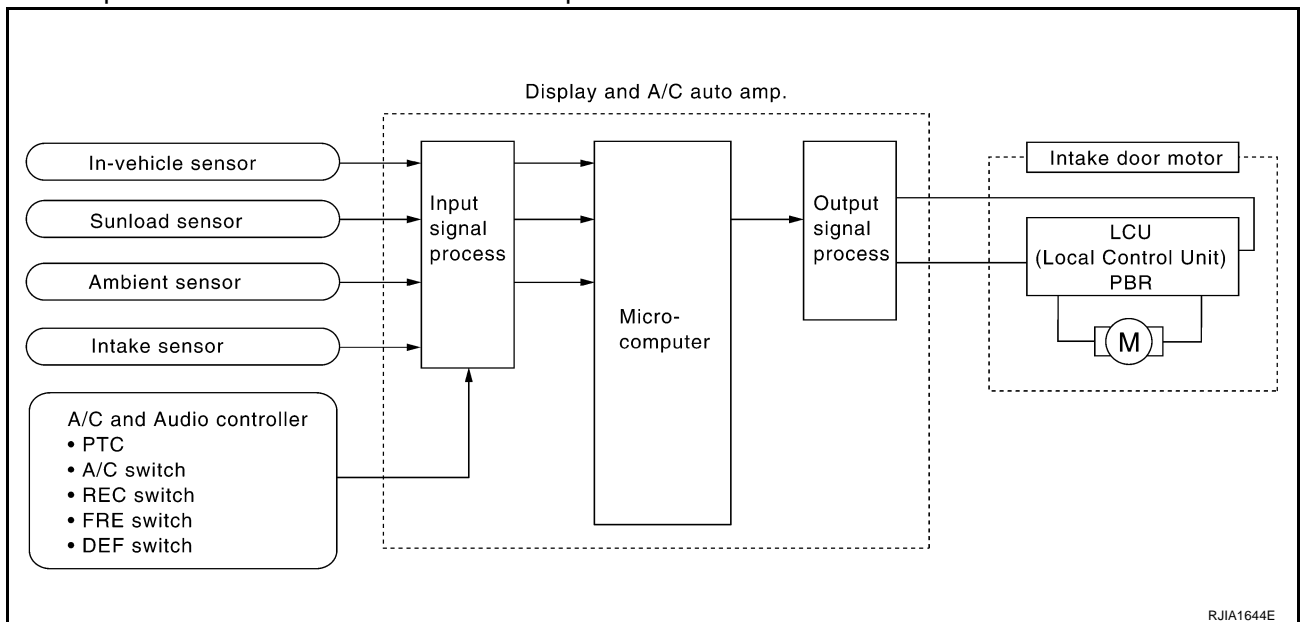 Display and A/C auto amp.
In-vehicle sensor
Sunload sensor
Ambient sensor
Intake sensor
A/C and Audio controller
• PTC
• A/C switch
• REC switch
• FRE switch
• DEF switch
Input
signal
process
Micro-
computer
Output
signal
process
Intake door motor
LCU
(Local Control Unit)
PBR
M
RJIA1644E